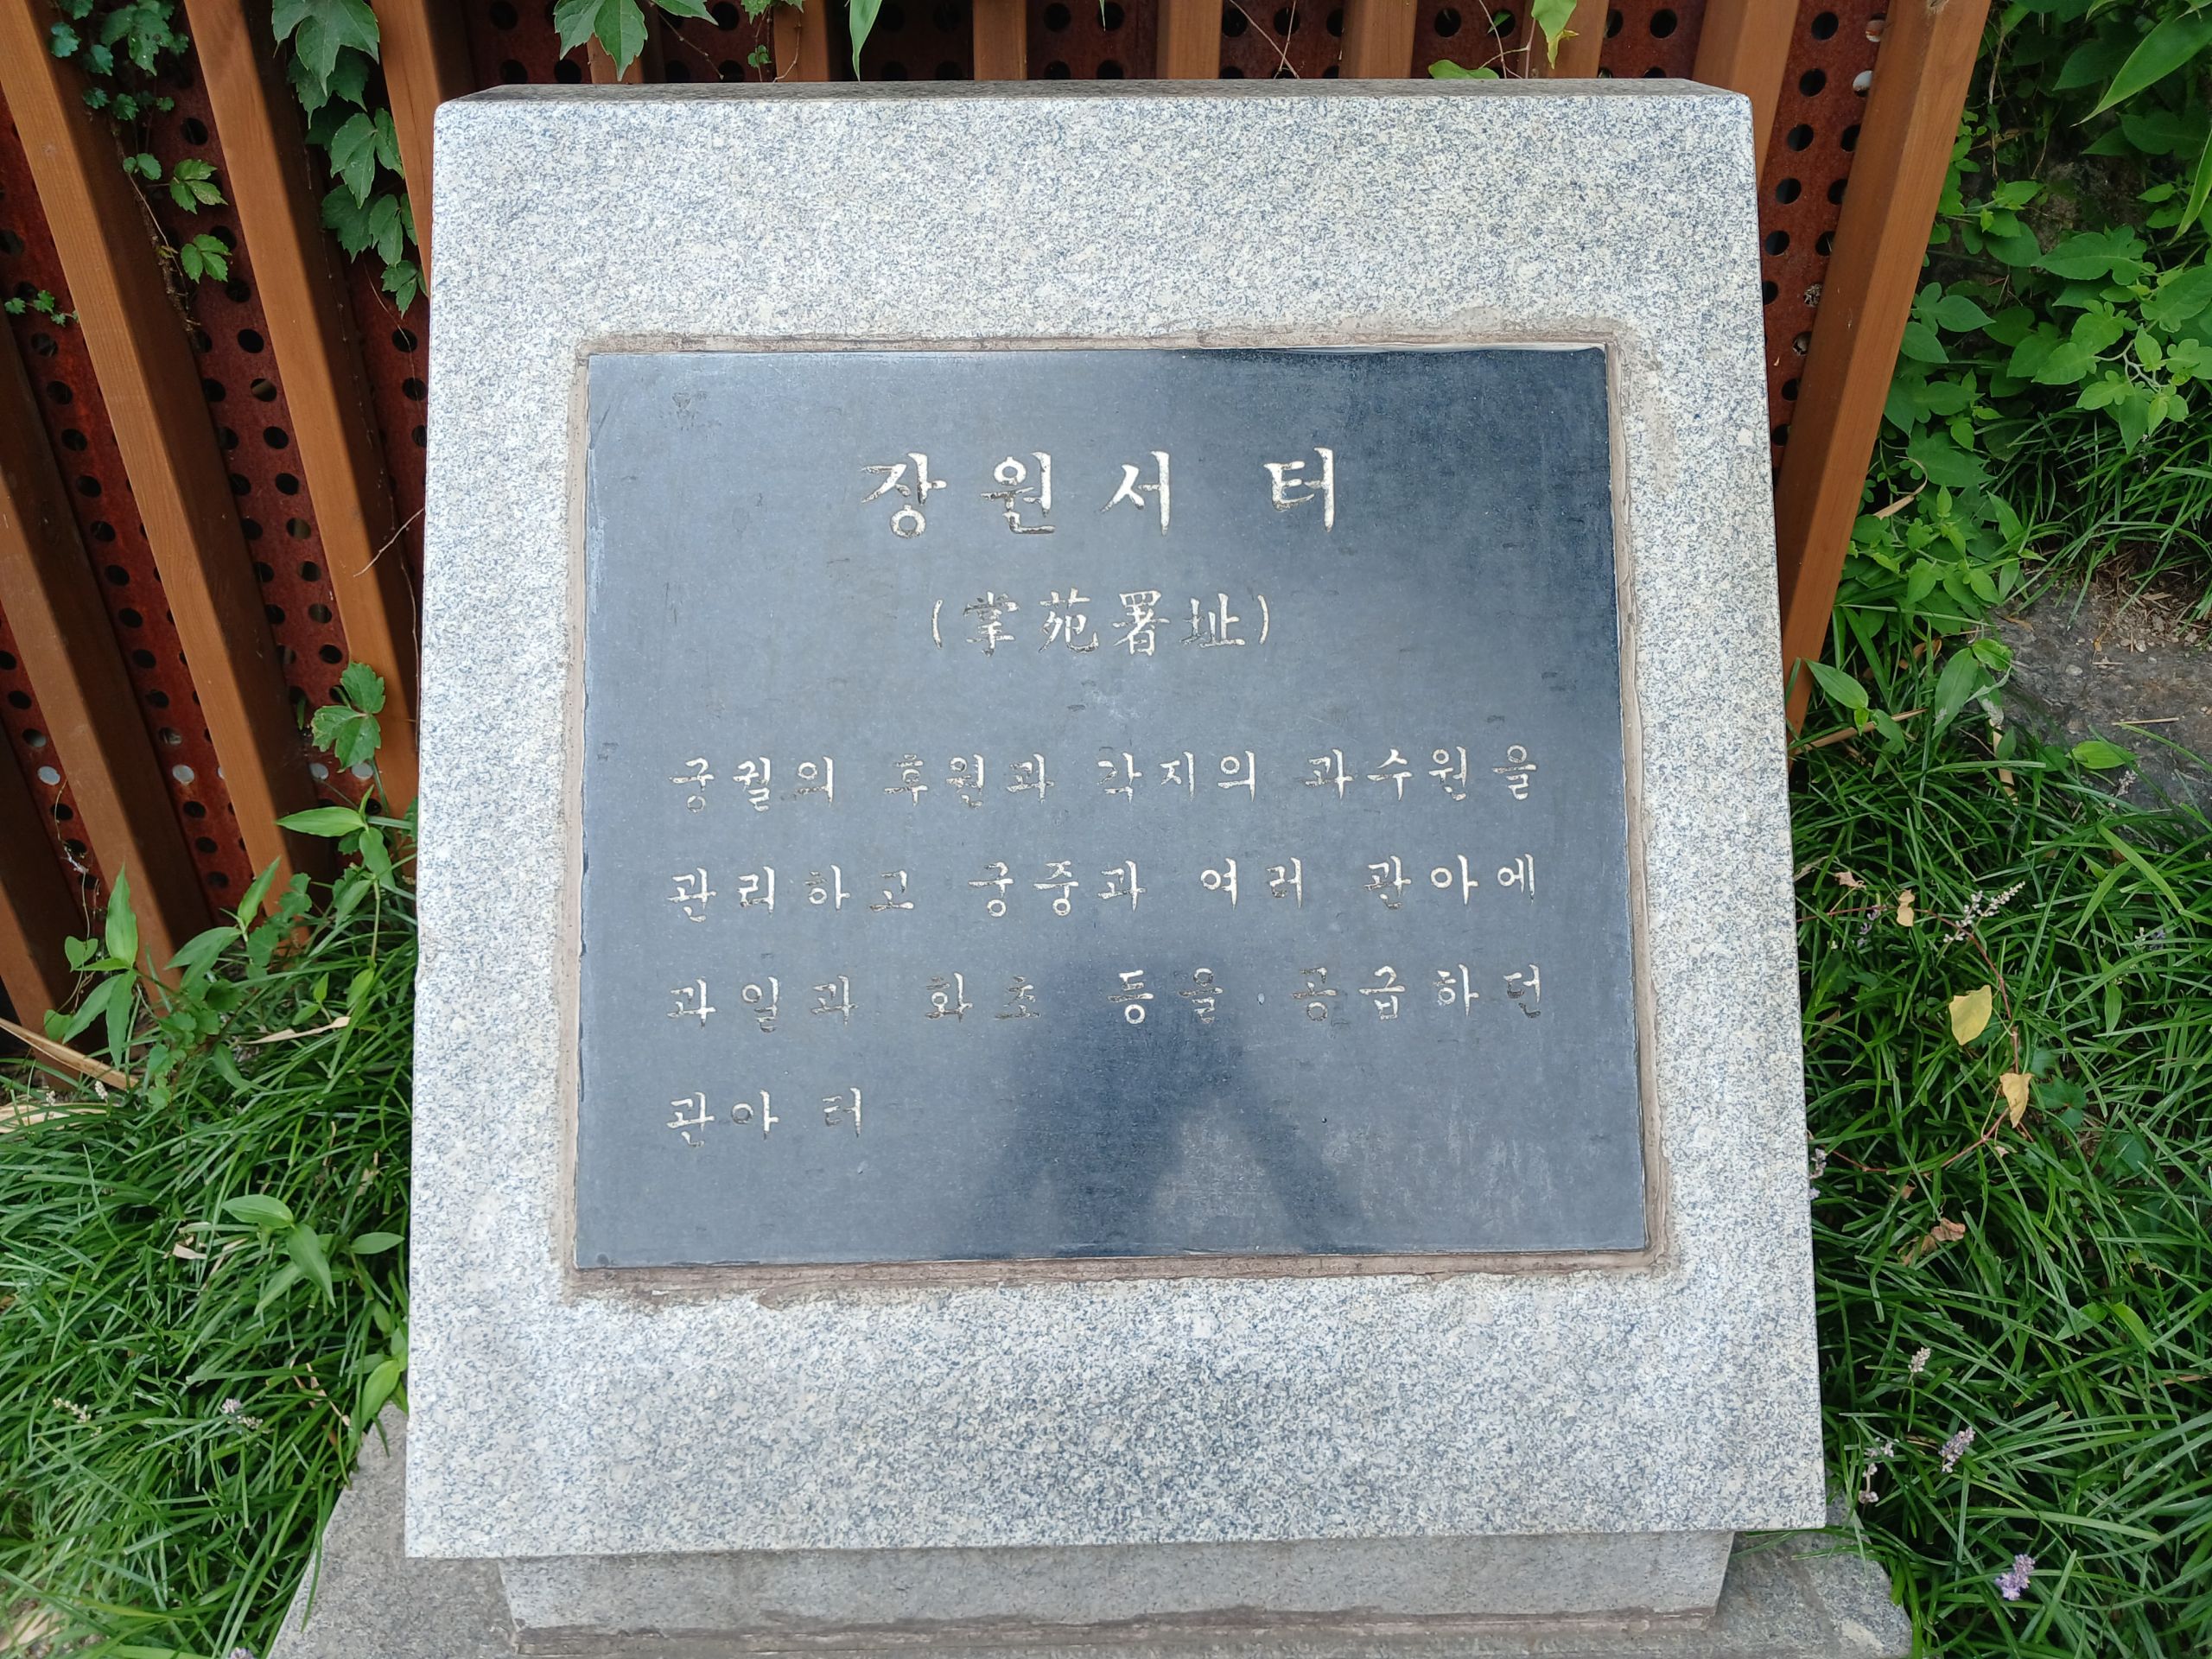 장원서 터
(掌苑署址)
궁궐의 후원과 각지의 과수원을
관리하고 궁중과 여러 관아에
과일과 화초 등을 공급하던
관아 터